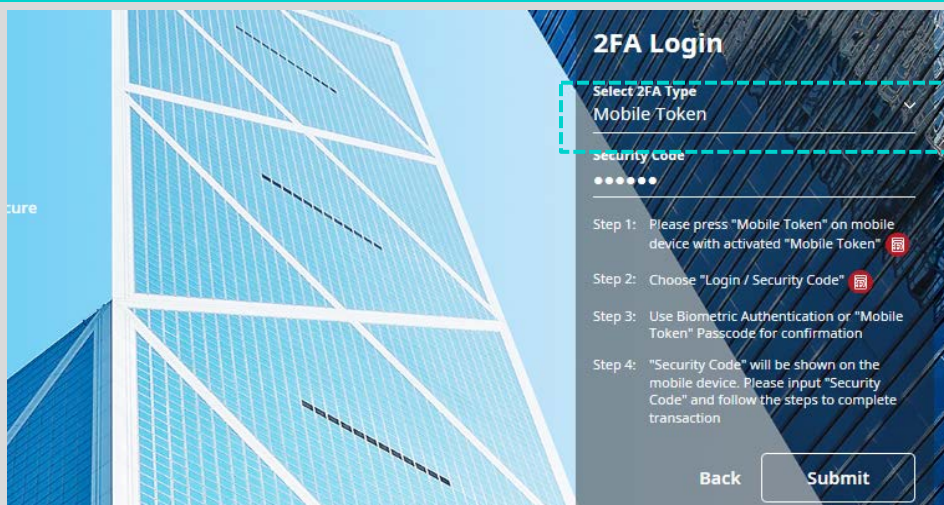 2FA Login
Select 2FA Type
Mobile Token
Security Code
cure
Step 1: Please press "Mobile Token" on mobile
device with activated "Mobile Token"
Step 2: Choose "Login / Security Code"
Step 3: Use Biometric Authentication or "Mobile
Token" Passcode for confirmation
Step 4: "Security Code" will be shown on the
mobile device. Please input "Security
Code" and follow the steps to complete
transaction
Back Submit